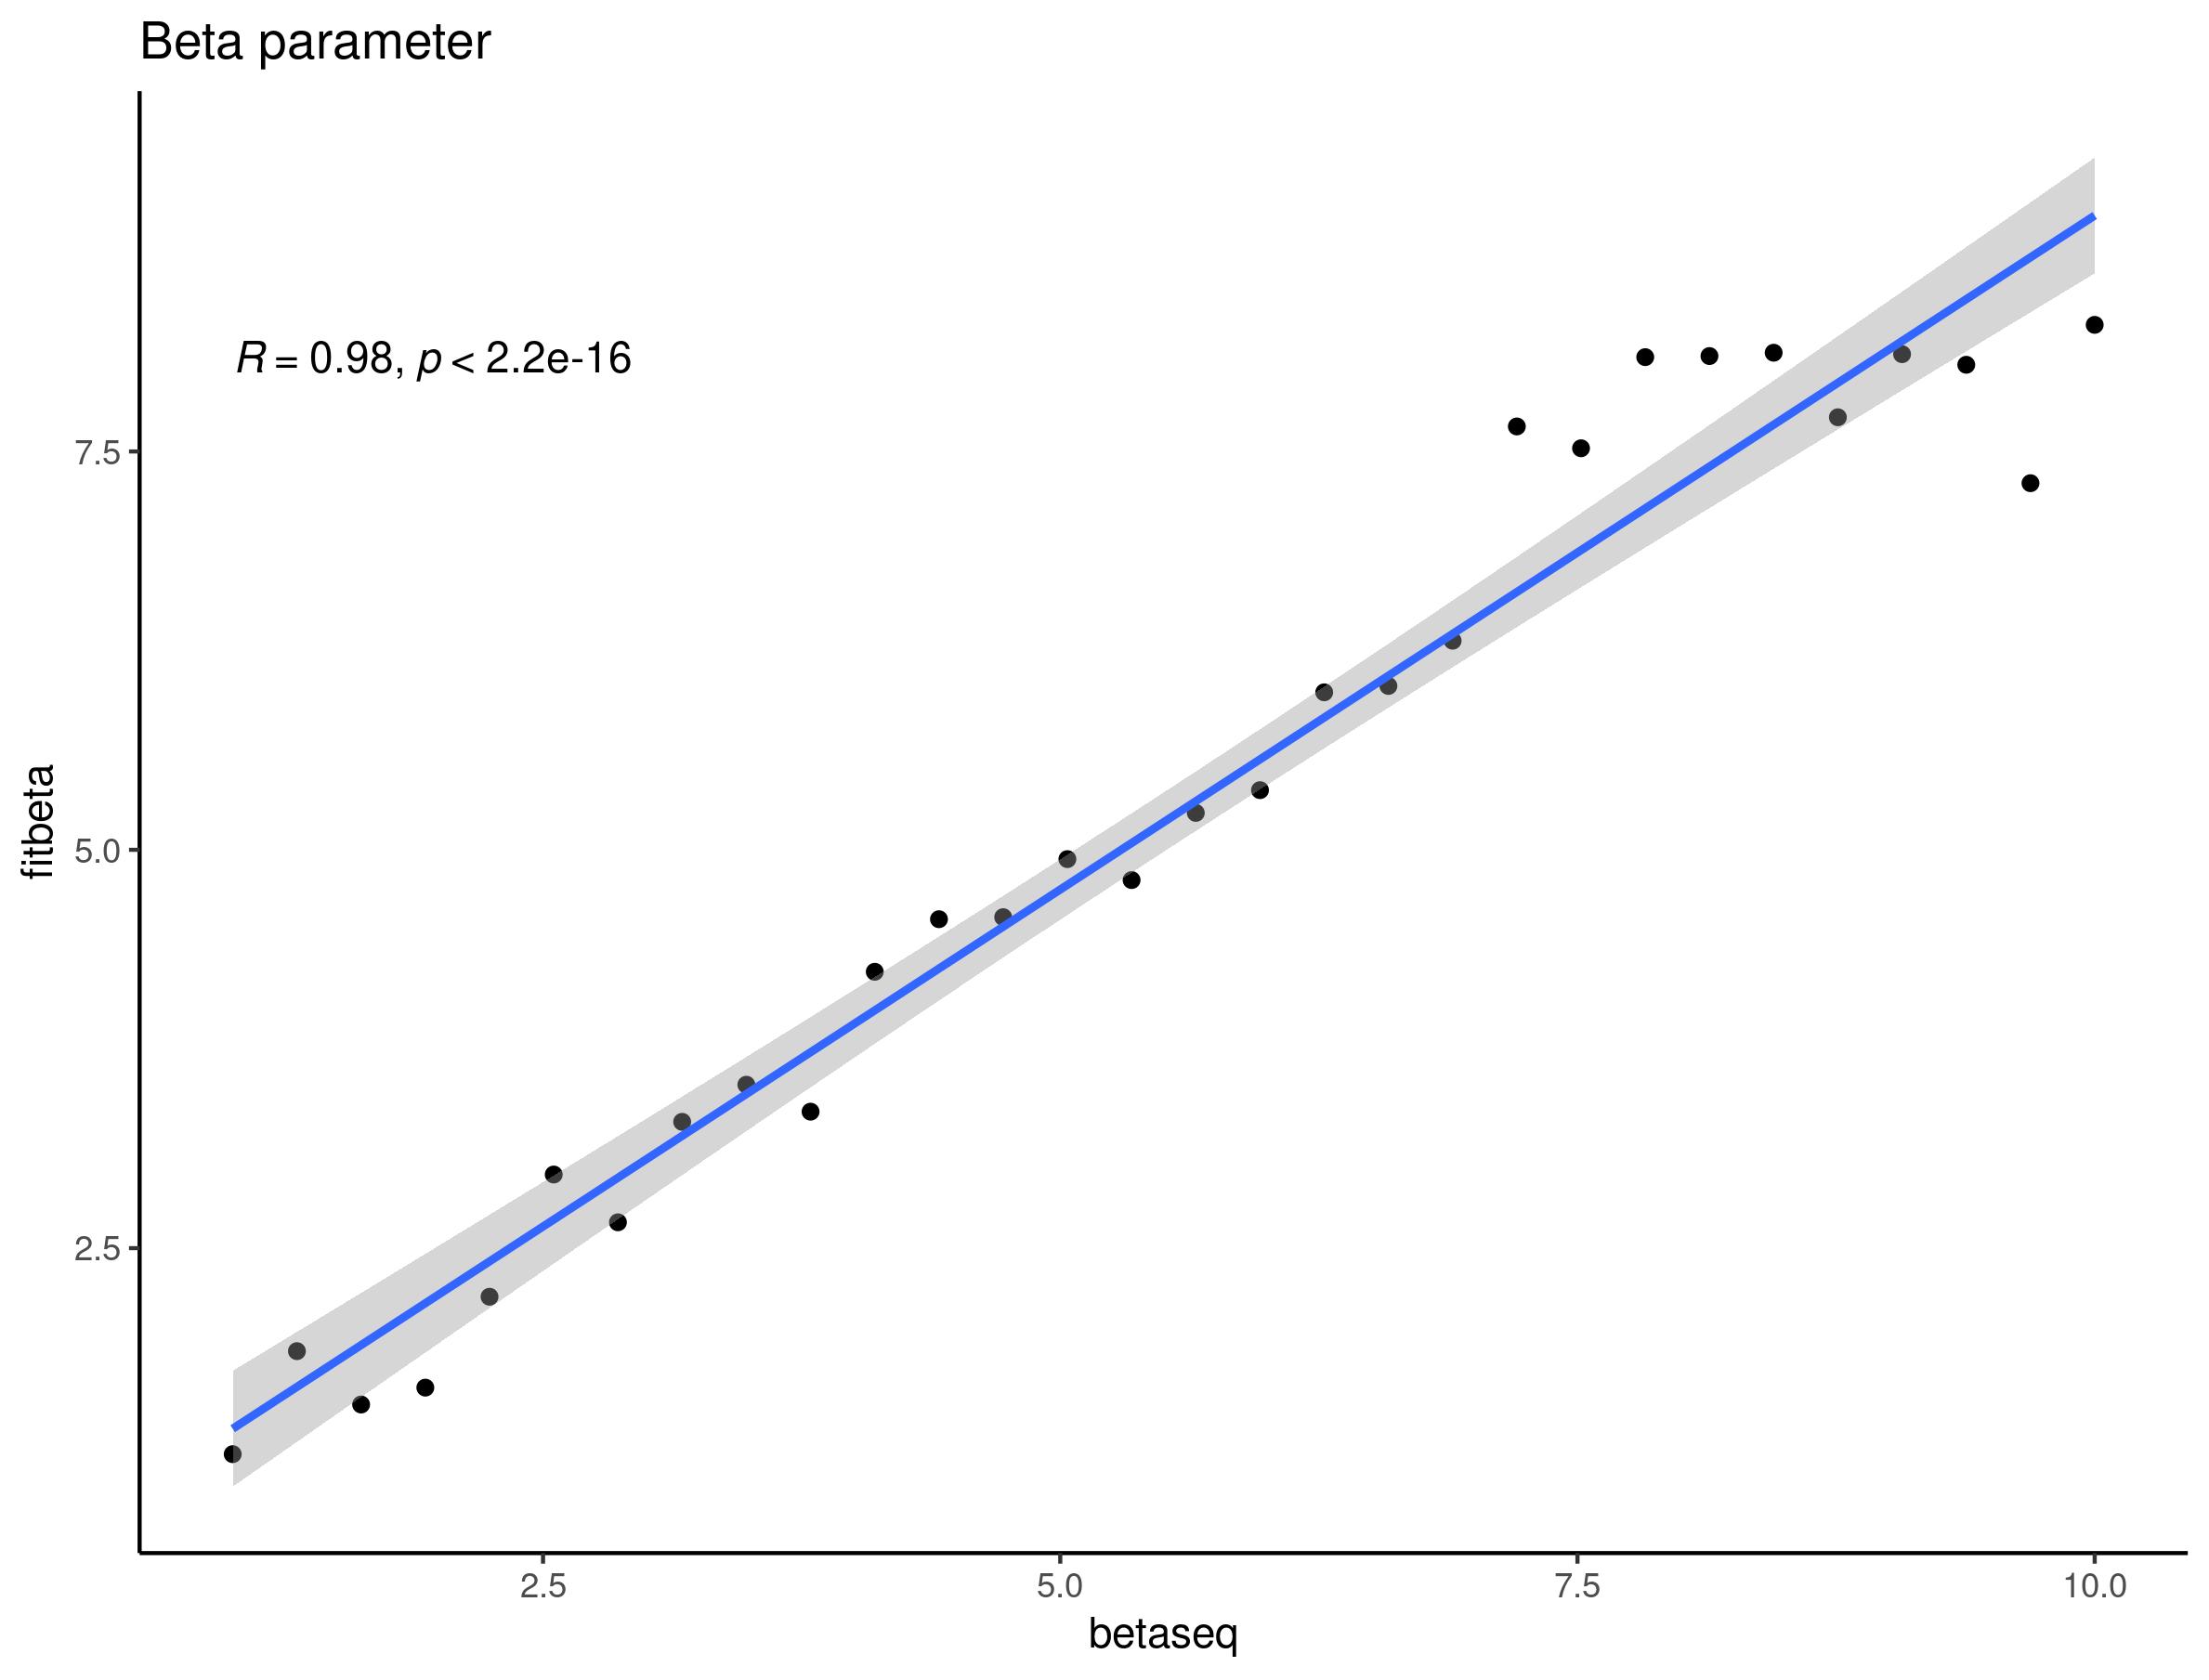 Beta parameter
R = 0.98, p < 2.2e-16
7.5
5.0
2.5
fitbeta
2.5 5.0 7.5 10.0
betaseq